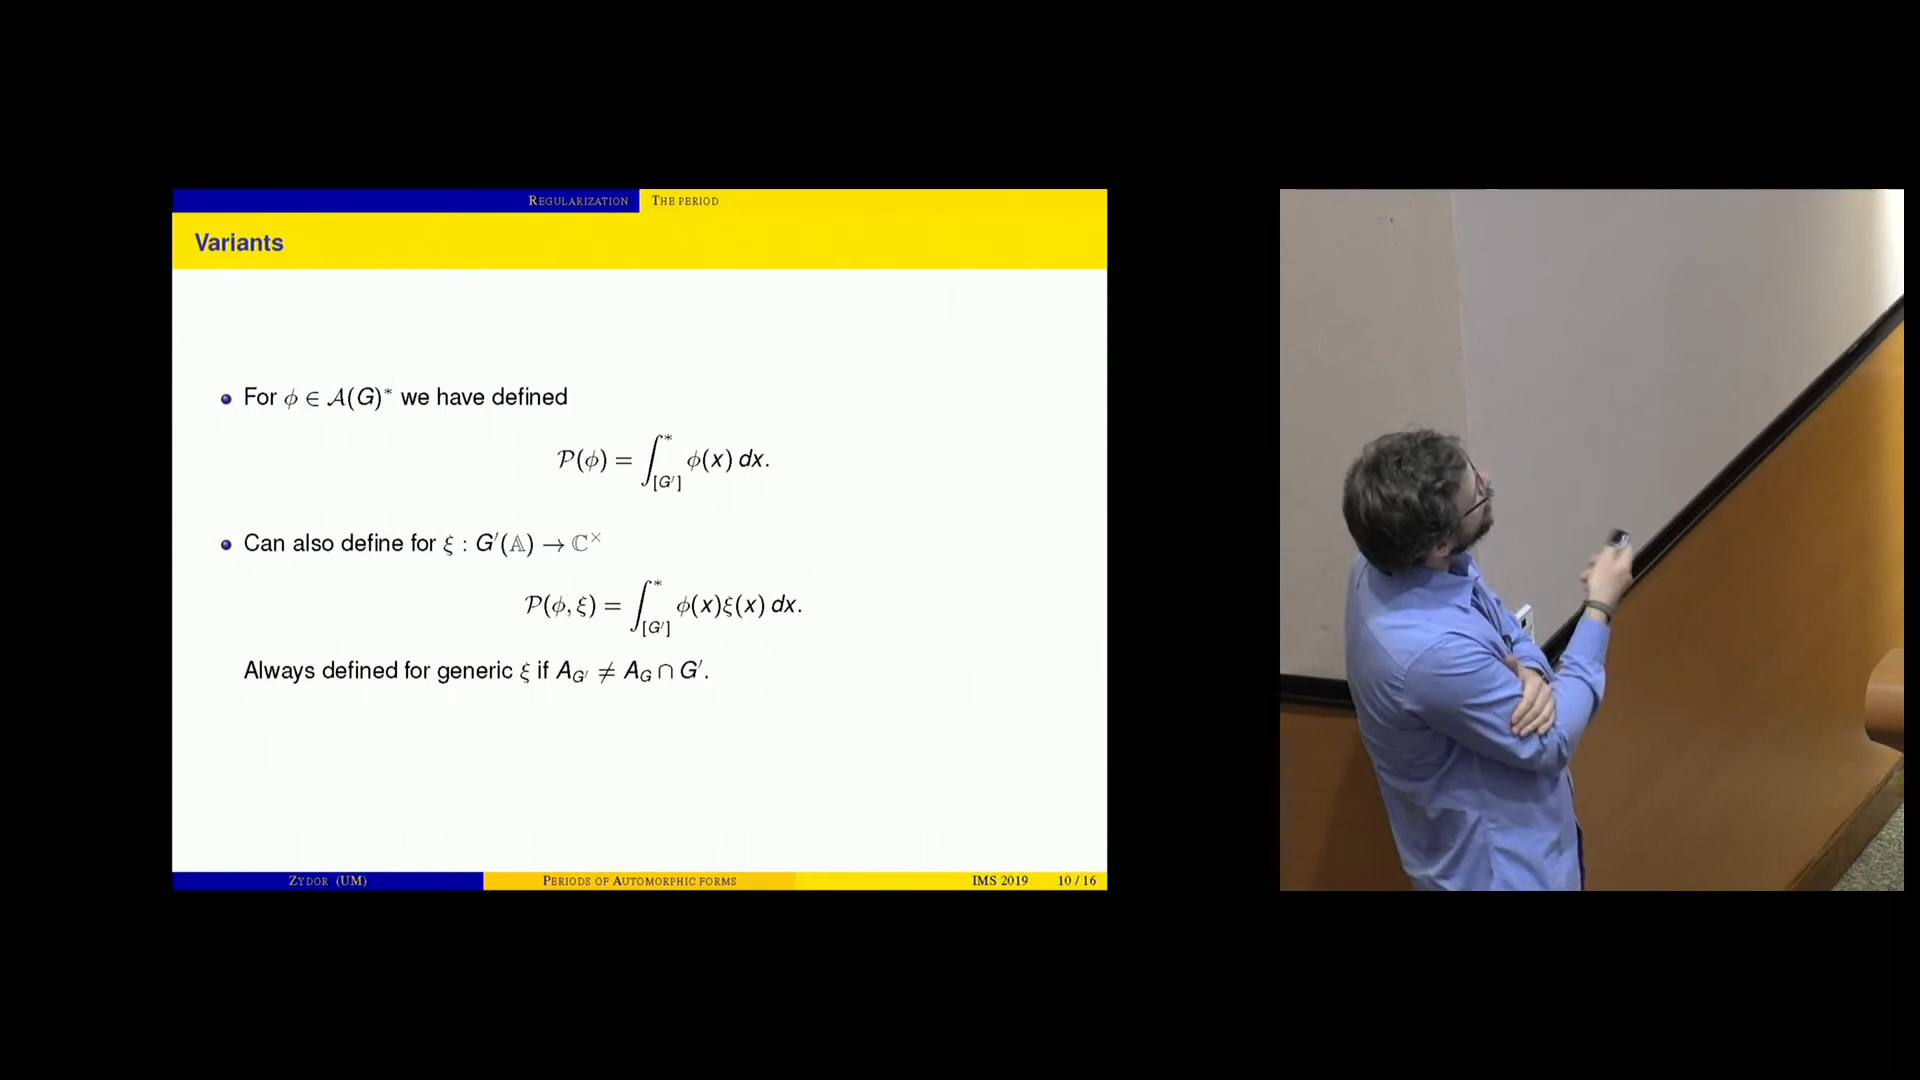 REGULARIZATION THE PERIOD
Variants
For ϕ ∈ 𝒜(G)* we have defined
𝒫(ϕ) = ∫*_{[G′]} ϕ(x) dx.
Can also define for ξ : G′(𝔸) → ℂ×
𝒫(ϕ, ξ) = ∫*_{[G′]} ϕ(x)ξ(x) dx.
Always defined for generic ξ if A_{G′} ≠ A_G ∩ G′.
ZYDOR (UM) PERIODS OF AUTOMORPHIC FORMS IMS 2019 10 / 16